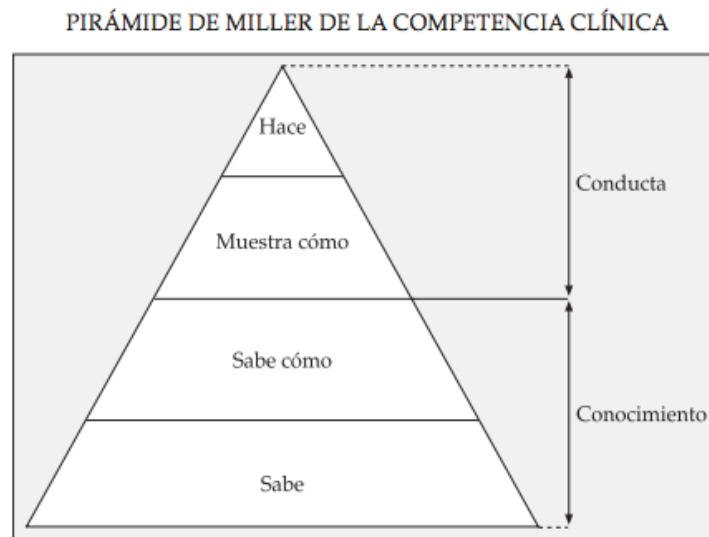 PIRÁMIDE DE MILLER DE LA COMPETENCIA CLÍNICA
Hace
Conducta
Muestra cómo
Sabe cómo
Conocimiento
Sabe